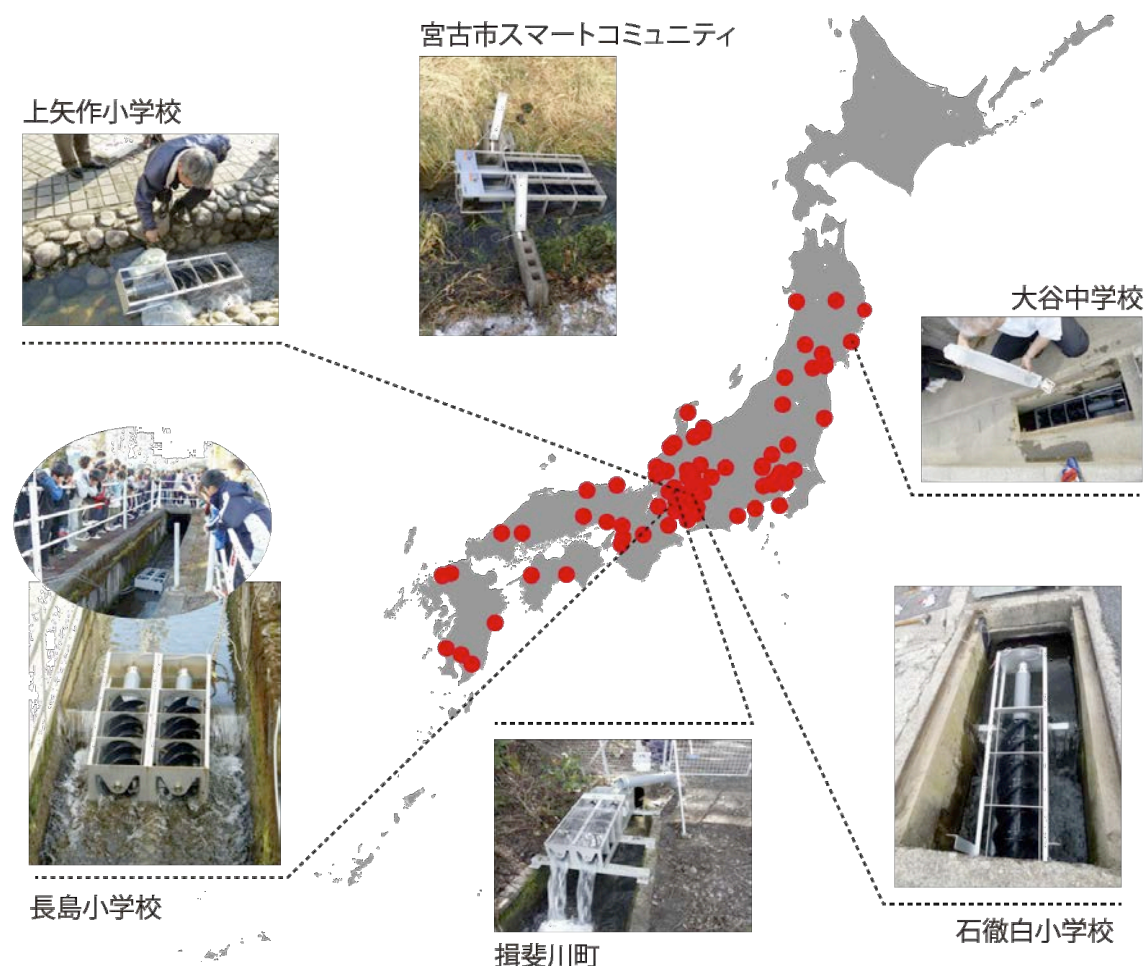 宮古市スマートコミュニティ
上矢作小学校
大谷中学校
長島小学校
揖斐川町
石徹白小学校